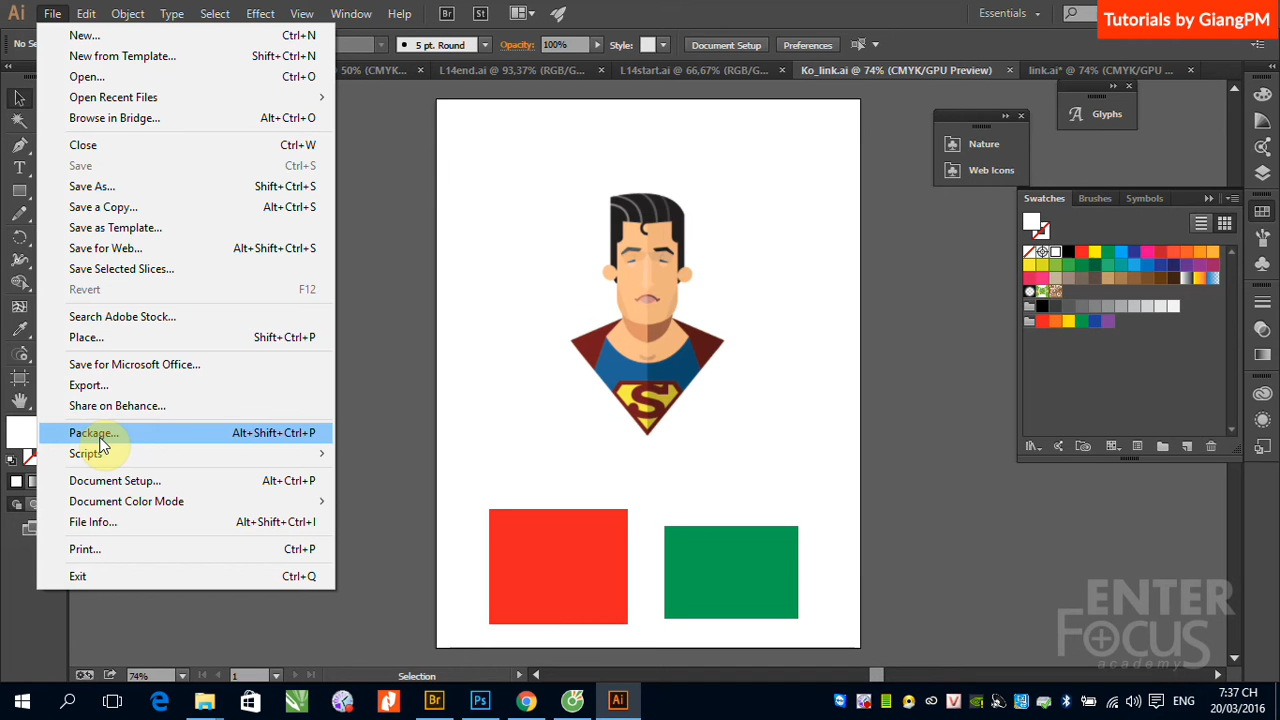 Ai File Edit Object Type Select Effect View Window Help Br St Essentials
Tutorials by GiangPM
No Se
5 pt. Round Opacity: 100% Style: Document Setup Preferences
50% (CMYK... × L14end.ai @ 93,37% (RGB/G... × L14start.ai @ 66,67% (RGB/G... × Ko_link.ai @ 74% (CMYK/GPU Preview) × link.ai* @ 74% (CMYK/GPU ... ×
New... Ctrl+N
New from Template... Shift+Ctrl+N
Open... Ctrl+O
Open Recent Files
Browse in Bridge... Alt+Ctrl+O
Close Ctrl+W
Save Ctrl+S
Save As... Shift+Ctrl+S
Save a Copy... Alt+Ctrl+S
Save as Template...
Save for Web... Alt+Shift+Ctrl+S
Save Selected Slices...
Revert F12
Search Adobe Stock...
Place... Shift+Ctrl+P
Save for Microsoft Office...
Export...
Share on Behance...
Package... Alt+Shift+Ctrl+P
Scripts
Document Setup... Alt+Ctrl+P
Document Color Mode
File Info... Alt+Shift+Ctrl+I
Print... Ctrl+P
Exit Ctrl+Q
S
Glyphs
Nature
Web Icons
Swatches Brushes Symbols
ENTER
FOCUS
academy
74% 1 Selection
Br Ps Ai ENG
7:37 CH
20/03/2016